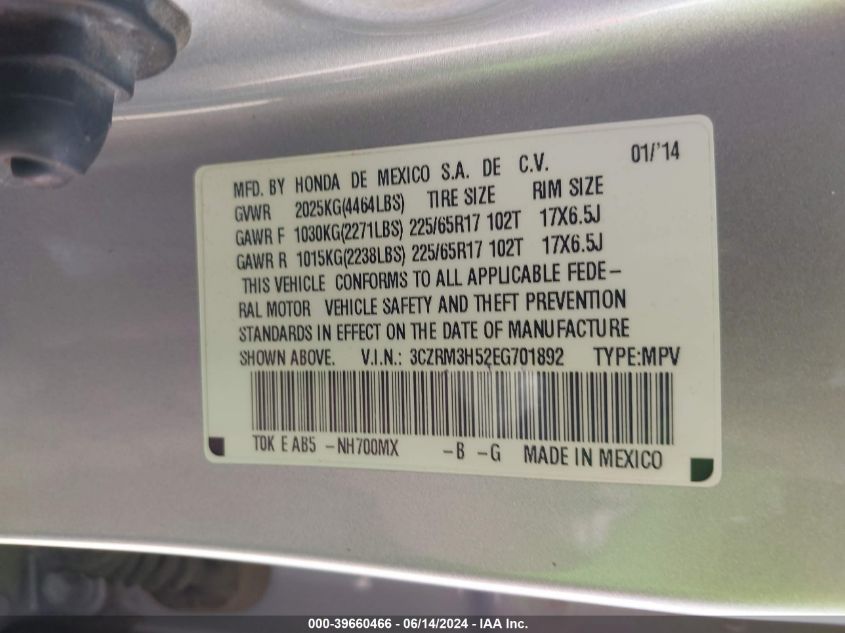 01/'14
MFD. BY HONDA DE MEXICO S.A. DE C.V.
GVWR 2025KG(4464LBS) TIRE SIZE RIM SIZE
GAWR F 1030KG(2271LBS) 225/65R17 102T 17X6.5J
GAWR R 1015KG(2238LBS) 225/65R17 102T 17X6.5J
THIS VEHICLE CONFORMS TO ALL APPLICABLE FEDE-
RAL MOTOR VEHICLE SAFETY AND THEFT PREVENTION
STANDARDS IN EFFECT ON THE DATE OF MANUFACTURE
SHOWN ABOVE. V.I.N.: 3CZRM3H52EG701892 TYPE:MPV
TDK E AB5 -NH700MX -B -G MADE IN MEXICO
000-39660466 - 06/14/2024 - IAA Inc.